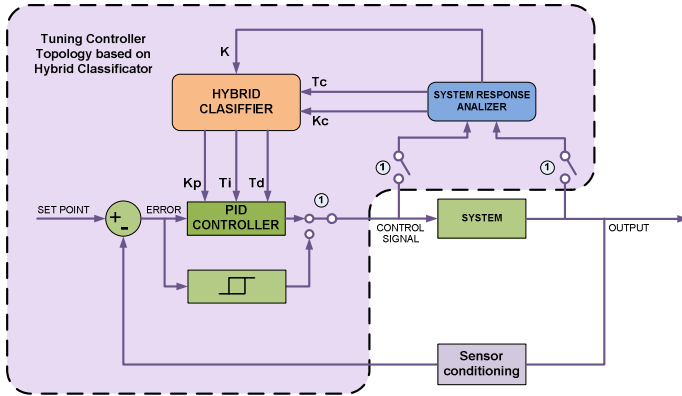 Tuning Controller
Topology based on
Hybrid Classificator
K
Tc
Kc
HYBRID
CLASIFFIER
SYSTEM RESPONSE
ANALIZER
1
1
Kp
Ti
Td
1
SET POINT
+
-
ERROR
PID
CONTROLLER
CONTROL
SIGNAL
SYSTEM
OUTPUT
Sensor
conditioning